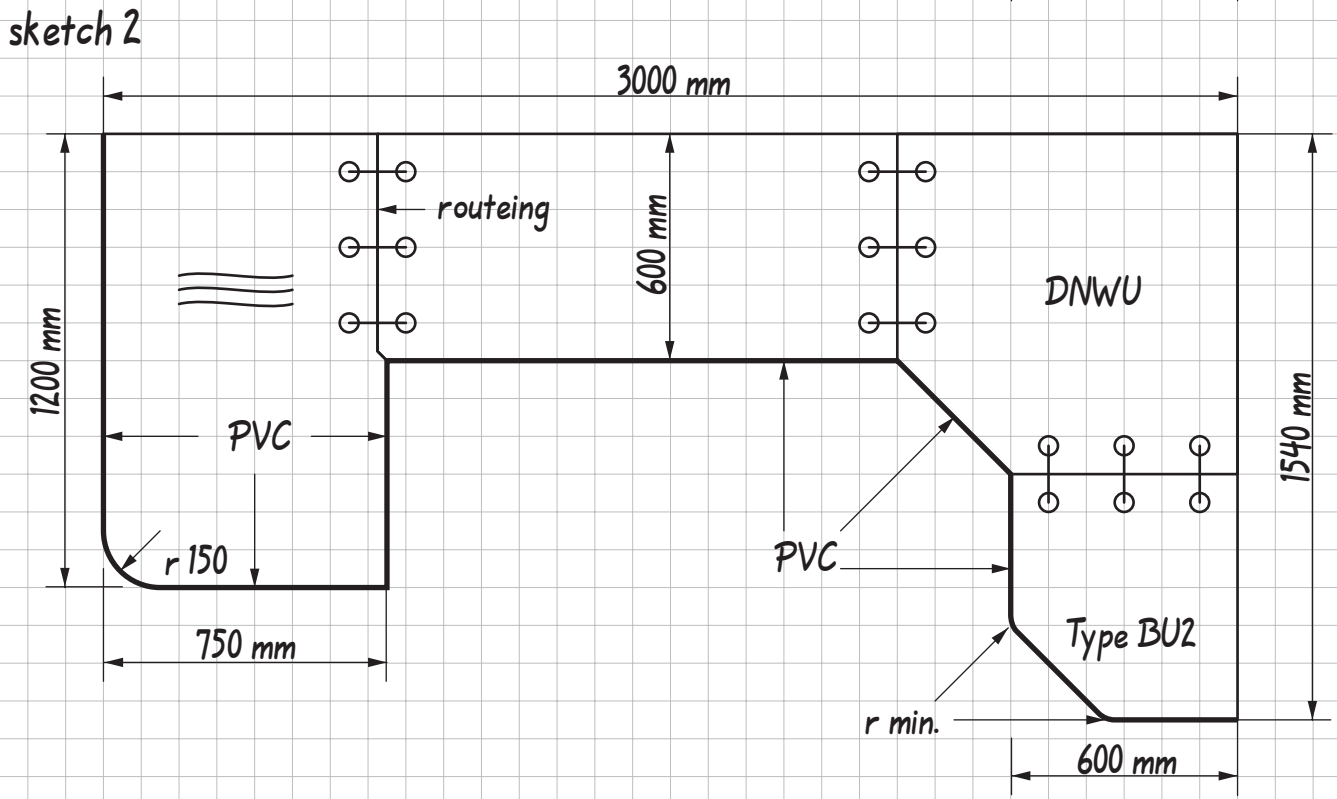 sketch 2
3000 mm
routeing
600 mm
DNWU
1200 mm
1540 mm
PVC
r 150
PVC
750 mm
Type BU2
r min.
600 mm